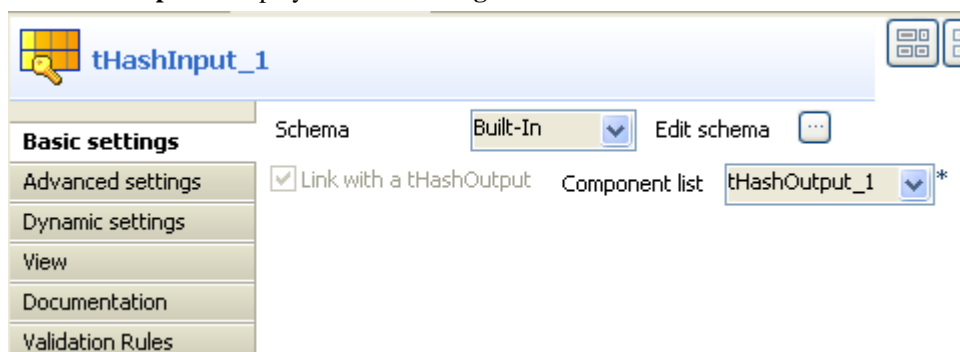 tHashInput_1
Basic settings
Schema Built-In Edit schema ...
Advanced settings
Link with a tHashOutput Component list tHashOutput_1 *
Dynamic settings
View
Documentation
Validation Rules